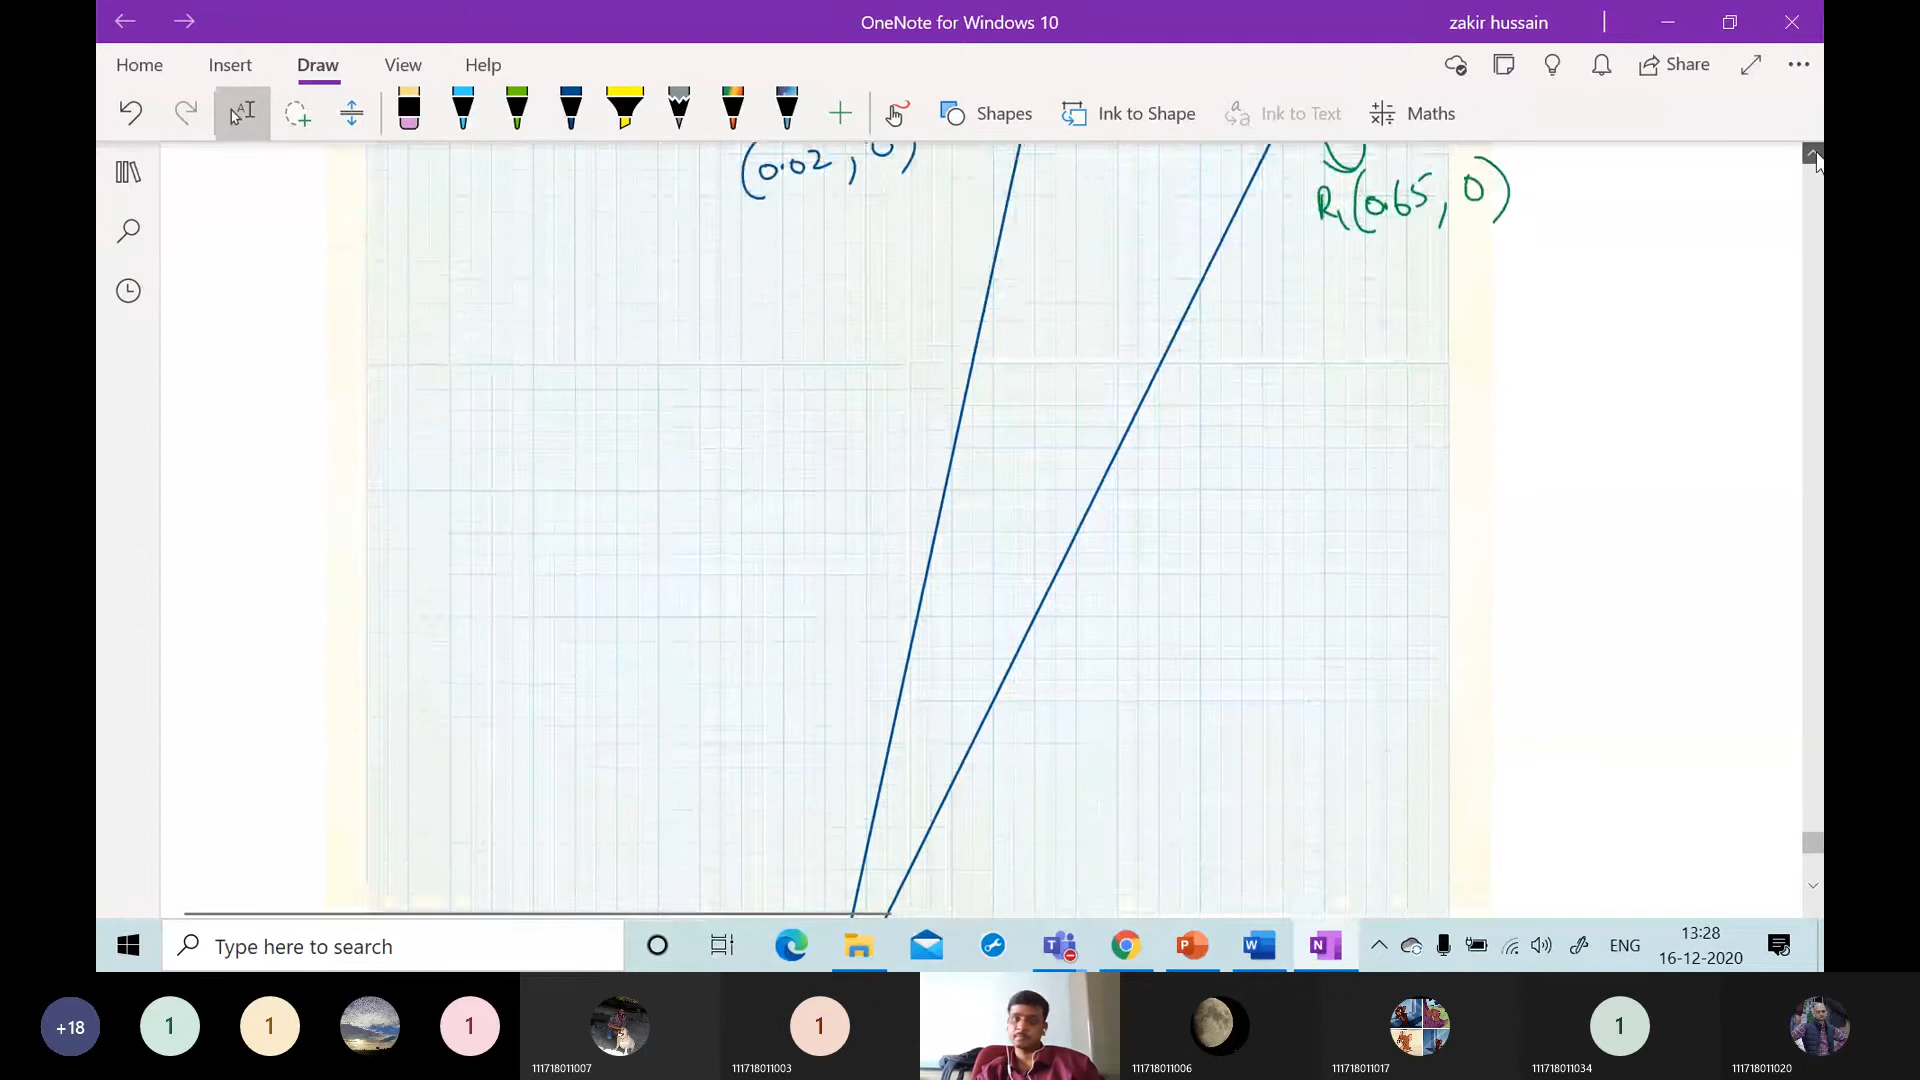 OneNote for Windows 10
zakir hussain
Home Insert Draw View Help
Share
Shapes
Ink to Shape
Ink to Text
Maths
(0.02, 0)
R1(0.65, 0)
Type here to search
ENG
13:28
16-12-2020
+18
1
1
1
111718011007
1
111718011003
111718011006
111718011017
1
111718011034
111718011020